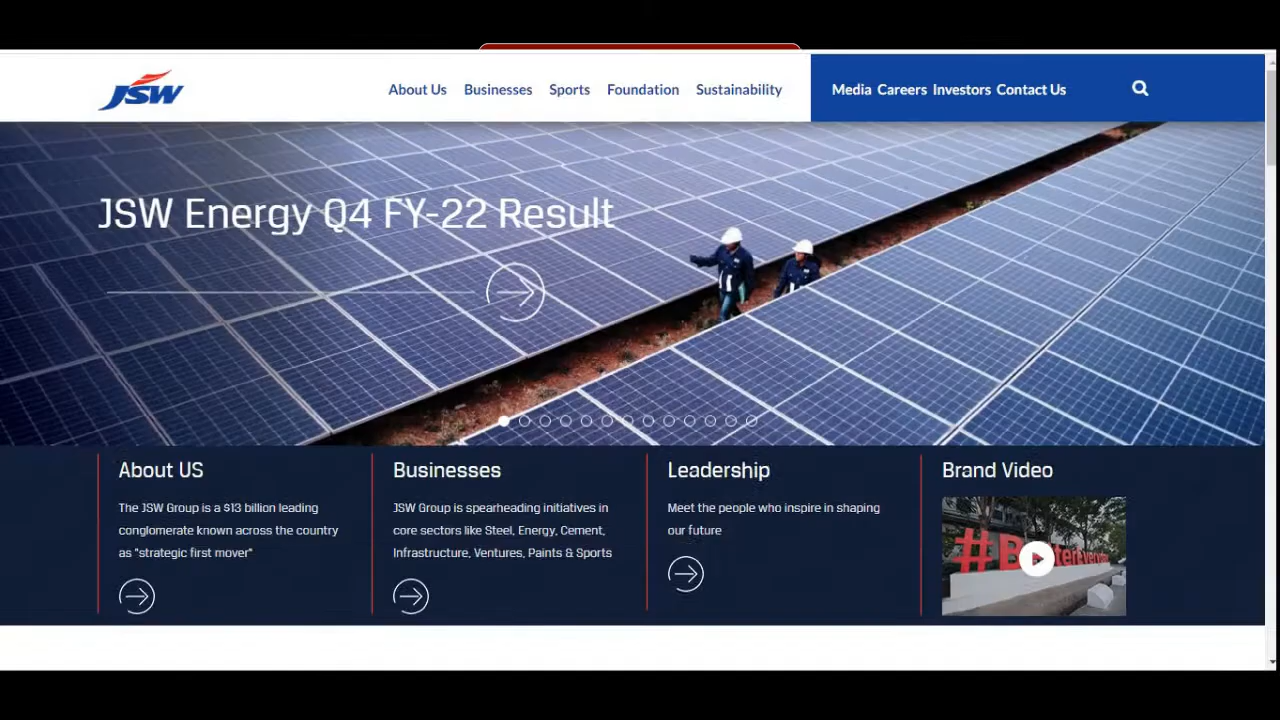 JSW
About Us Businesses Sports Foundation Sustainability Media Careers Investors Contact Us
JSW Energy Q4 FY-22 Result
About US
The JSW Group is a $13 billion leading
conglomerate known across the country
as "strategic first mover"
Businesses
JSW Group is spearheading initiatives in
core sectors like Steel, Energy, Cement,
Infrastructure, Ventures, Paints & Sports
Leadership
Meet the people who inspire in shaping
our future
Brand Video